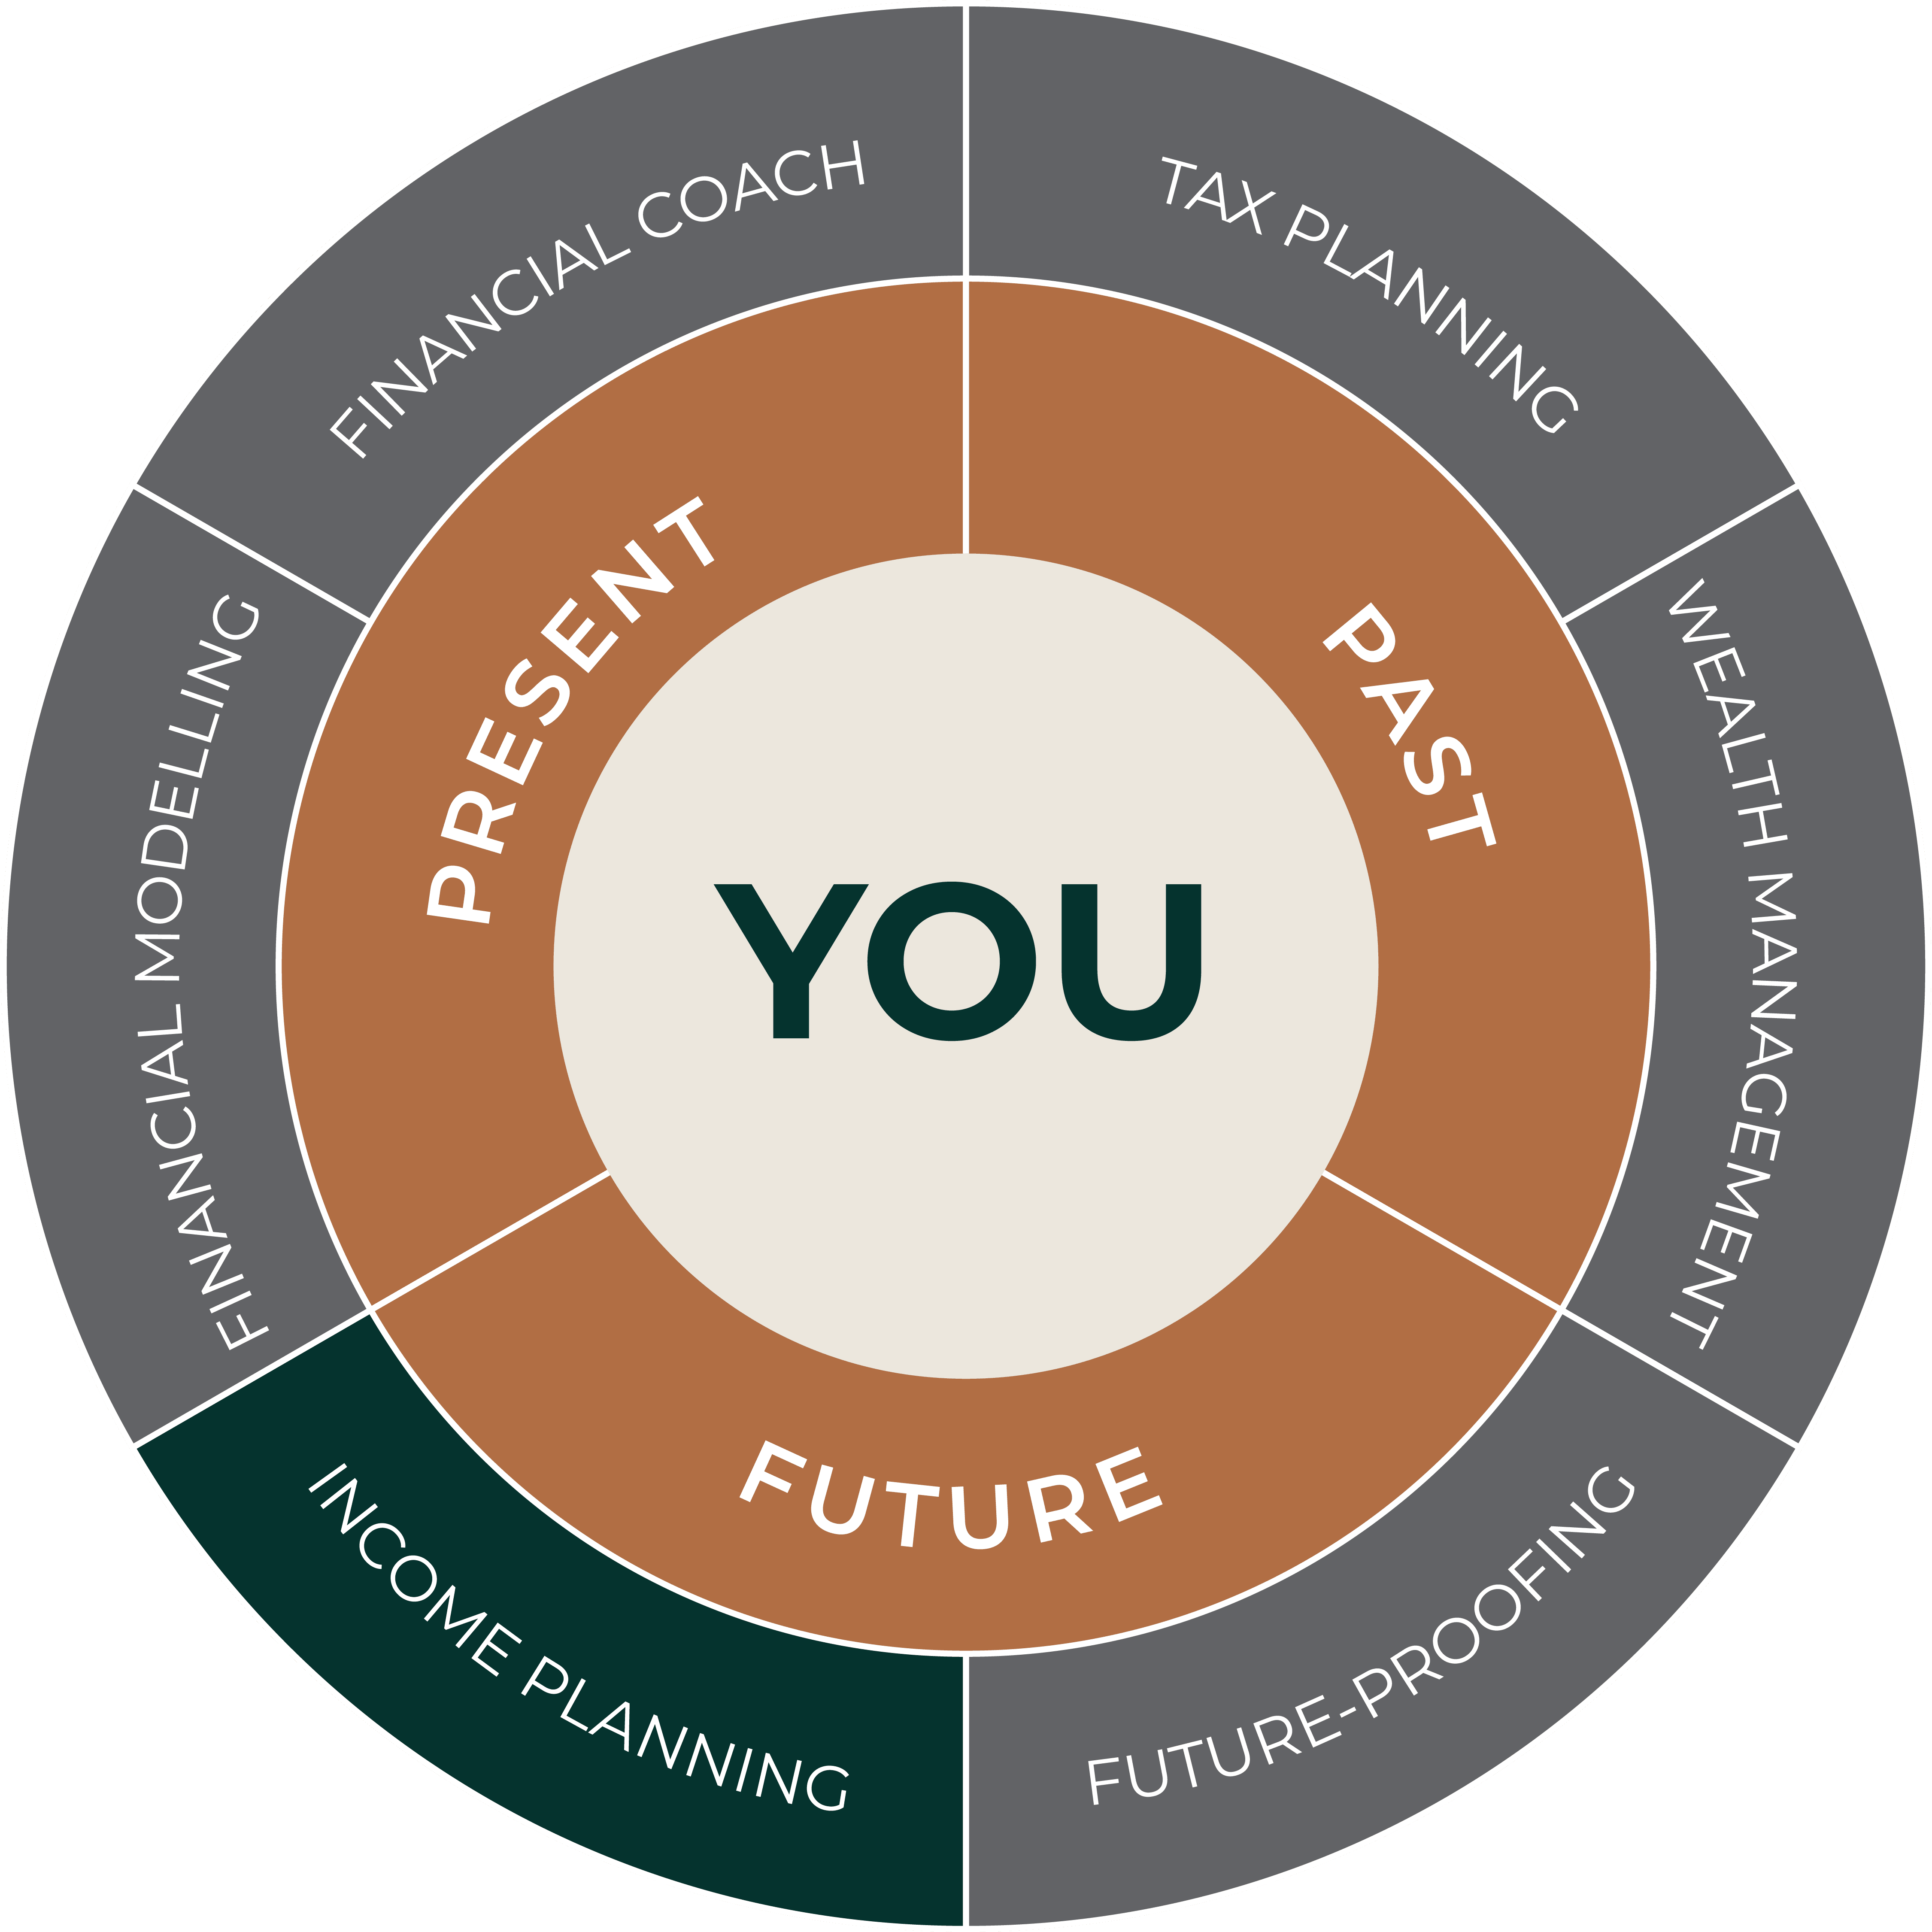 FINANCIAL COACH
TAX PLANNING
WEALTH MANAGEMENT
FUTURE-PROOFING
INCOME PLANNING
FINANCIAL MODELLING
PRESENT
PAST
FUTURE
YOU